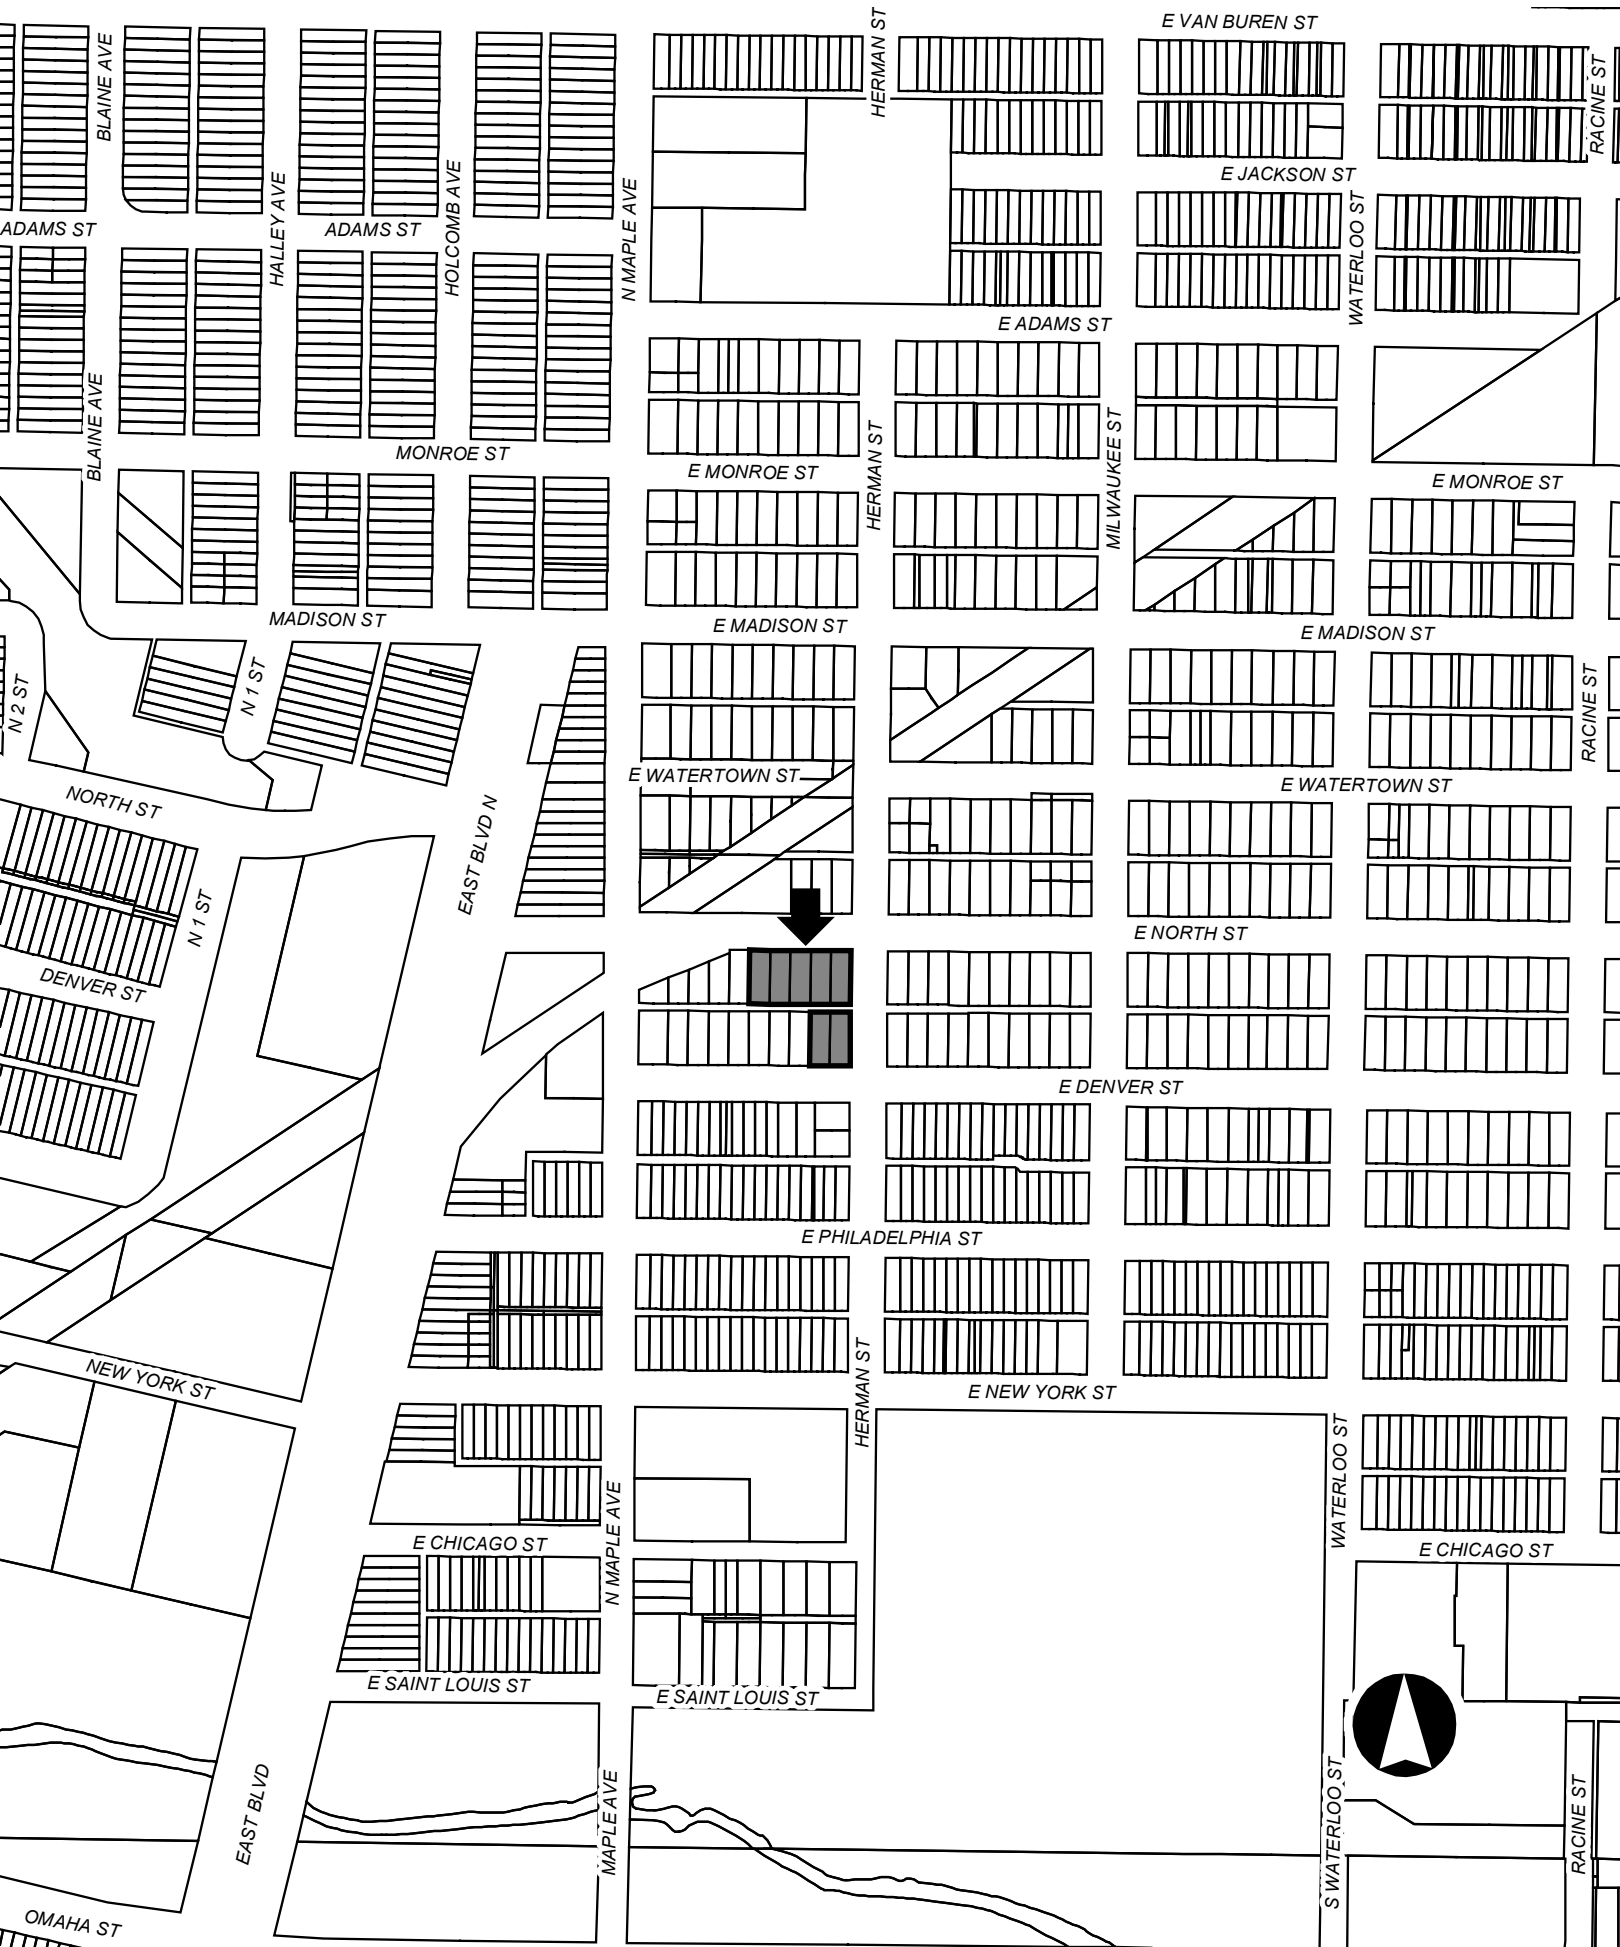 E VAN BUREN ST
HERMAN ST
BLAINE AVE
RACINE ST
E JACKSON ST
HALLEY AVE
HOLCOMB AVE
N MAPLE AVE
WATERLOO ST
ADAMS ST
ADAMS ST
E ADAMS ST
BLAINE AVE
HERMAN ST
MILWAUKEE ST
MONROE ST
E MONROE ST
E MONROE ST
MADISON ST
E MADISON ST
E MADISON ST
N 2 ST
N 1 ST
RACINE ST
E WATERTOWN ST
E WATERTOWN ST
NORTH ST
EAST BLVD N
N 1 ST
E NORTH ST
DENVER ST
E DENVER ST
E PHILADELPHIA ST
NEW YORK ST
HERMAN ST
E NEW YORK ST
WATERLOO ST
N MAPLE AVE
E CHICAGO ST
E CHICAGO ST
E SAINT LOUIS ST
E SAINT LOUIS ST
EAST BLVD
MAPLE AVE
S WATERLOO ST
RACINE ST
OMAHA ST